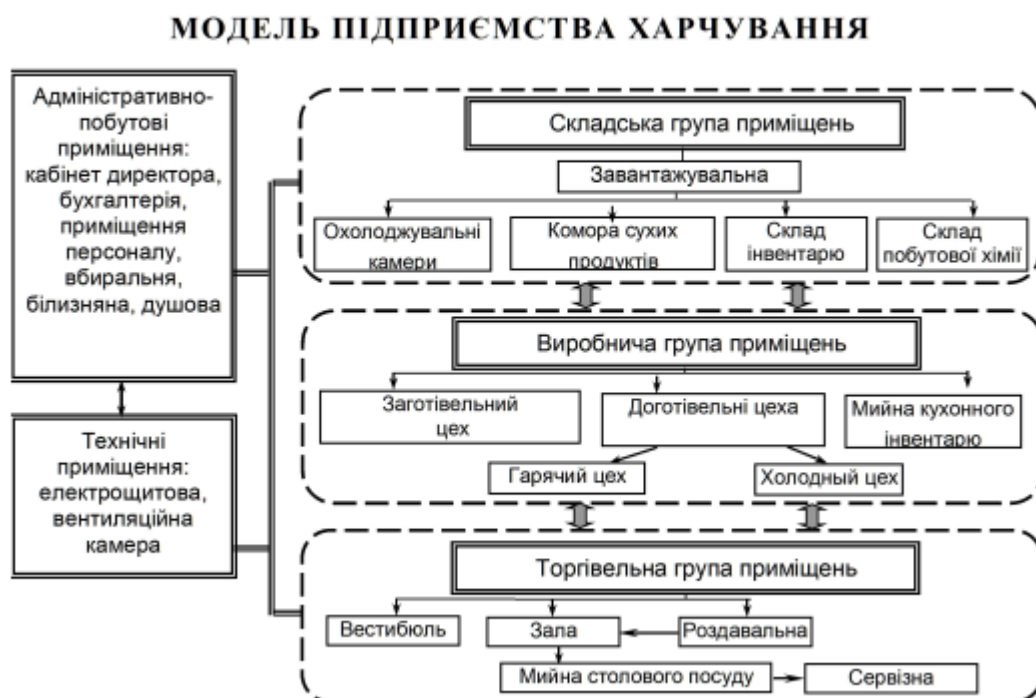 МОДЕЛЬ ПІДПРИЄМСТВА ХАРЧУВАННЯ
Адміністративно-
побутові
приміщення:
кабінет директора,
бухгалтерія,
приміщення
персоналу,
вбиральня,
білизняна, душова
Технічні
приміщення:
електрощитова,
вентиляційна
камера
Складська група приміщень
Завантажувальна
Охолоджувальні
камери
Комора сухих
продуктів
Склад
інвентарю
Склад
побутової хімії
Виробнича група приміщень
Заготівельний
цех
Доготівельні цеха
Мийна кухонного
інвентарю
Гарячий цех
Холодный цех
Торгівельна група приміщень
Вестибюль
Зала
Роздавальна
Мийна столового посуду
Сервізна